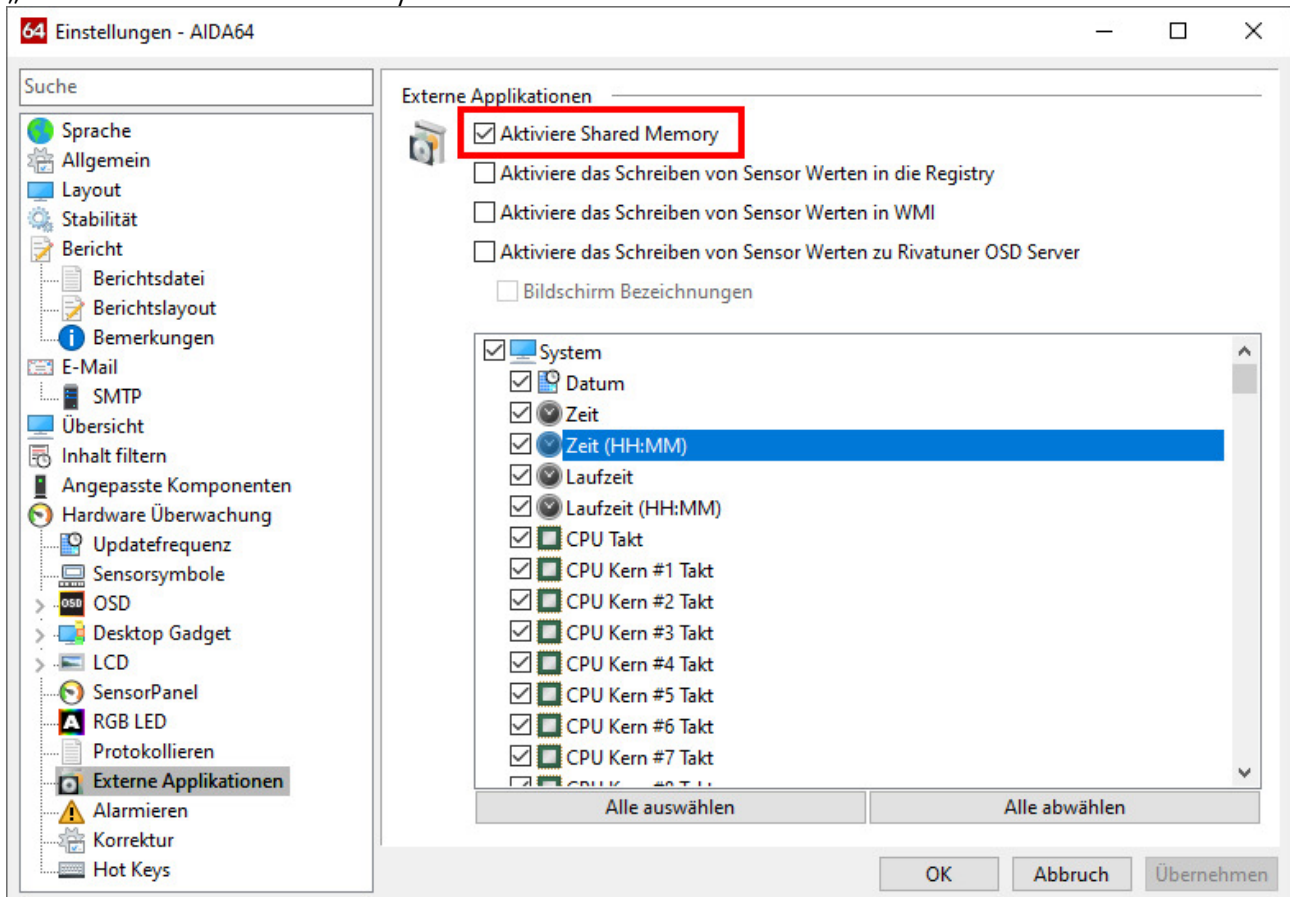 64 Einstellungen - AIDA64
Suche
Sprache
Allgemein
Layout
Stabilität
Bericht
Berichtsdatei
Berichtslayout
Bemerkungen
E-Mail
SMTP
Übersicht
Inhalt filtern
Angepasste Komponenten
Hardware Überwachung
Updatefrequenz
Sensorsymbole
OSD OSD
Desktop Gadget
LCD
SensorPanel
RGB LED
Protokollieren
Externe Applikationen
Alarmieren
Korrektur
Hot Keys
Externe Applikationen
Aktiviere Shared Memory
Aktiviere das Schreiben von Sensor Werten in die Registry
Aktiviere das Schreiben von Sensor Werten in WMI
Aktiviere das Schreiben von Sensor Werten zu Rivatuner OSD Server
Bildschirm Bezeichnungen
System
Datum
Zeit
Zeit (HH:MM)
Laufzeit
Laufzeit (HH:MM)
CPU Takt
CPU Kern #1 Takt
CPU Kern #2 Takt
CPU Kern #3 Takt
CPU Kern #4 Takt
CPU Kern #5 Takt
CPU Kern #6 Takt
CPU Kern #7 Takt
Alle auswählen
Alle abwählen
OK
Abbruch
Übernehmen